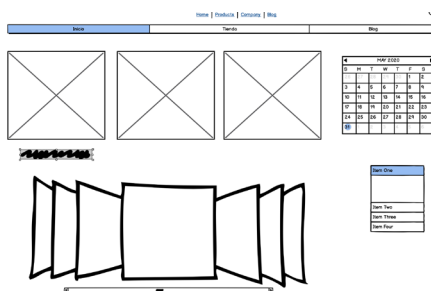 Home | Products | Company | Blog
Inicio Tienda Blog
MAY 2020
S M T W T F S
1 2
3 4 5 6 7 8 9
10 11 12 13 14 15 16
17 18 19 20 21 22 23
24 25 26 27 28 29 30
31
Item One
Item Two
Item Three
Item Four